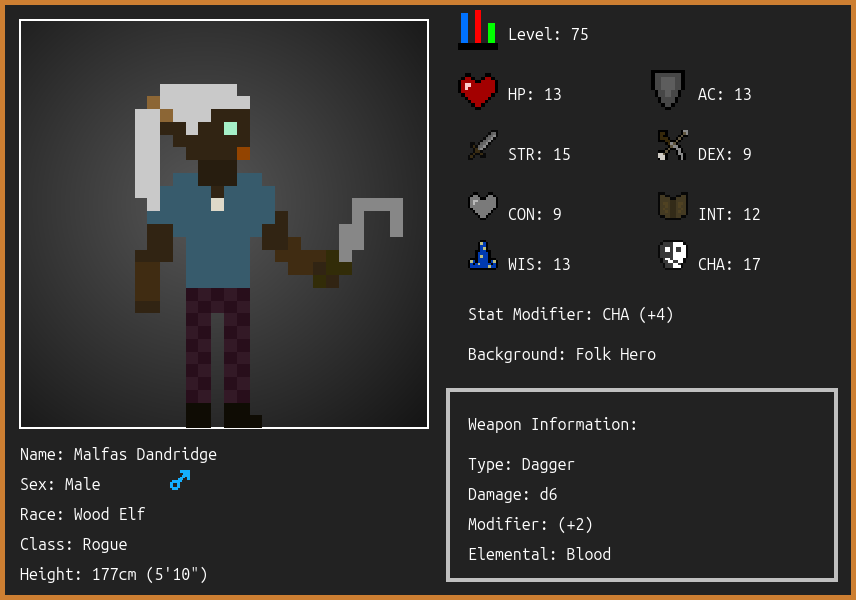 Level: 75
HP: 13
AC: 13
STR: 15
DEX: 9
CON: 9
INT: 12
WIS: 13
CHA: 17
Stat Modifier: CHA (+4)
Background: Folk Hero
Weapon Information:
Type: Dagger
Damage: d6
Modifier: (+2)
Elemental: Blood
Name: Malfas Dandridge
Sex: Male
Race: Wood Elf
Class: Rogue
Height: 177cm (5'10")